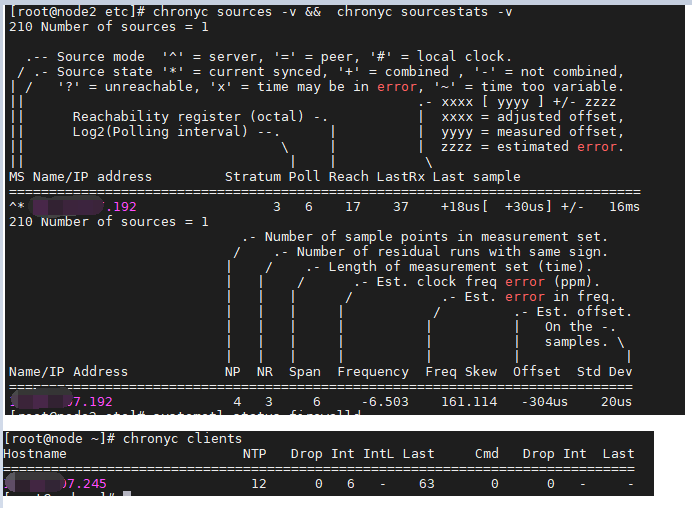 [root@node2 etc]# chronyc sources -v && chronyc sourcestats -v
210 Number of sources = 1
.-- Source mode '^' = server, '=' = peer, '#' = local clock.
/ .- Source state '*' = current synced, '+' = combined , '-' = not combined,
| / '?' = unreachable, 'x' = time may be in error, '~' = time too variable.
|| .- xxxx [ yyyy ] +/- zzzz
|| Reachability register (octal) -. | xxxx = adjusted offset,
|| Log2(Polling interval) --. | | yyyy = measured offset,
|| \ | | zzzz = estimated error.
|| | | \
MS Name/IP address Stratum Poll Reach LastRx Last sample
===============================================================================
^* .192 3 6 17 37 +18us[ +30us] +/- 16ms
210 Number of sources = 1
.- Number of sample points in measurement set.
/ .- Number of residual runs with same sign.
| / .- Length of measurement set (time).
| | / .- Est. clock freq error (ppm).
| | | / .- Est. error in freq.
| | | | / .- Est. offset.
| | | | | | On the -.
| | | | | | samples. \
| | | | | | |
Name/IP Address NP NR Span Frequency Freq Skew Offset Std Dev
==============================================================================
7.192 4 3 6 -6.503 161.114 -304us 20us
[root@node2 etc]# systemctl status firewalld
[root@node ~]# chronyc clients
Hostname NTP Drop Int IntL Last Cmd Drop Int Last
===============================================================================
7.245 12 0 6 - 63 0 0 - -